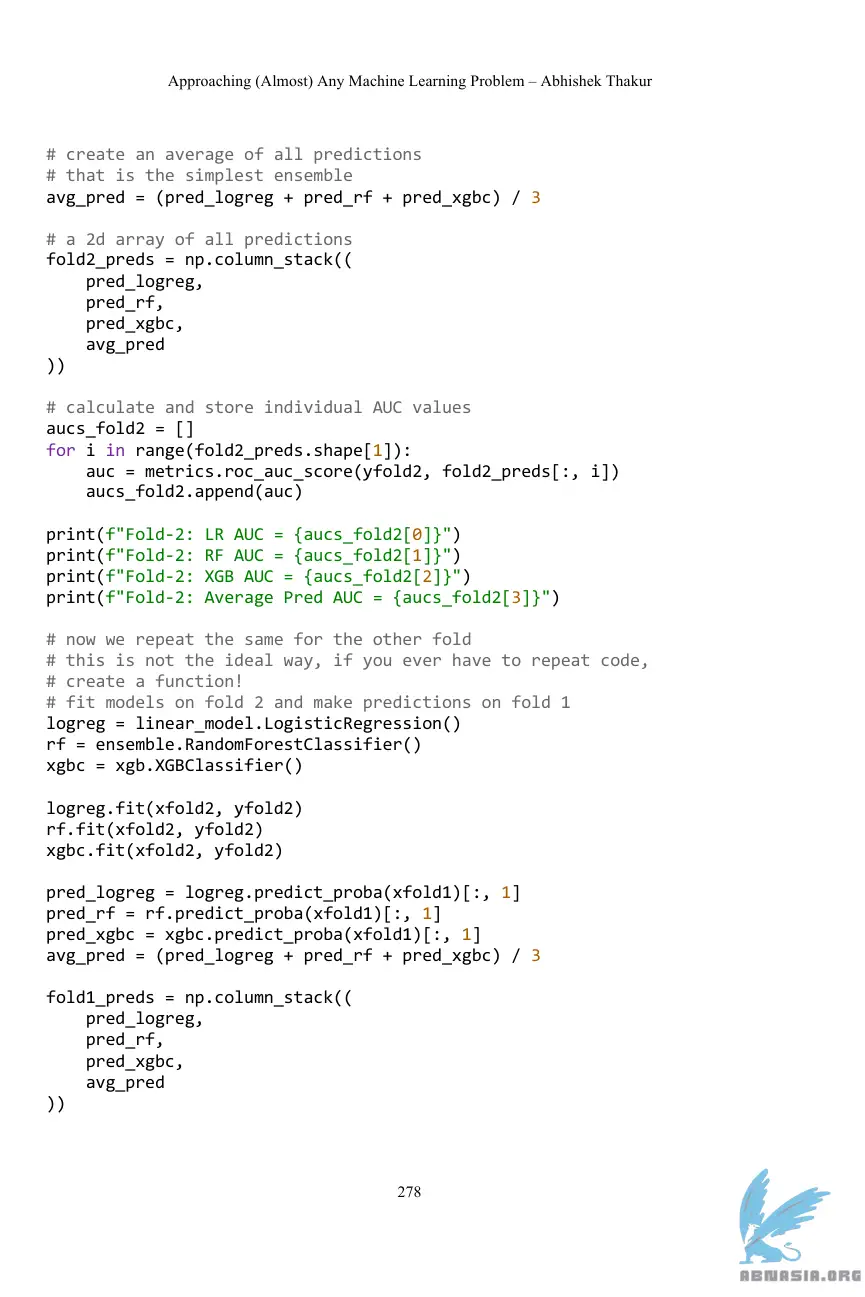 Approaching (Almost) Any Machine Learning Problem – Abhishek Thakur
# create an average of all predictions
# that is the simplest ensemble
avg_pred = (pred_logreg + pred_rf + pred_xgbc) / 3
# a 2d array of all predictions
fold2_preds = np.column_stack((
    pred_logreg,
    pred_rf,
    pred_xgbc,
    avg_pred
))
# calculate and store individual AUC values
aucs_fold2 = []
for i in range(fold2_preds.shape[1]):
    auc = metrics.roc_auc_score(yfold2, fold2_preds[:, i])
    aucs_fold2.append(auc)
print(f"Fold-2: LR AUC = {aucs_fold2[0]}")
print(f"Fold-2: RF AUC = {aucs_fold2[1]}")
print(f"Fold-2: XGB AUC = {aucs_fold2[2]}")
print(f"Fold-2: Average Pred AUC = {aucs_fold2[3]}")
# now we repeat the same for the other fold
# this is not the ideal way, if you ever have to repeat code,
# create a function!
# fit models on fold 2 and make predictions on fold 1
logreg = linear_model.LogisticRegression()
rf = ensemble.RandomForestClassifier()
xgbc = xgb.XGBClassifier()
logreg.fit(xfold2, yfold2)
rf.fit(xfold2, yfold2)
xgbc.fit(xfold2, yfold2)
pred_logreg = logreg.predict_proba(xfold1)[:, 1]
pred_rf = rf.predict_proba(xfold1)[:, 1]
pred_xgbc = xgbc.predict_proba(xfold1)[:, 1]
avg_pred = (pred_logreg + pred_rf + pred_xgbc) / 3
fold1_preds = np.column_stack((
    pred_logreg,
    pred_rf,
    pred_xgbc,
    avg_pred
))
278
ABNASIA.ORG